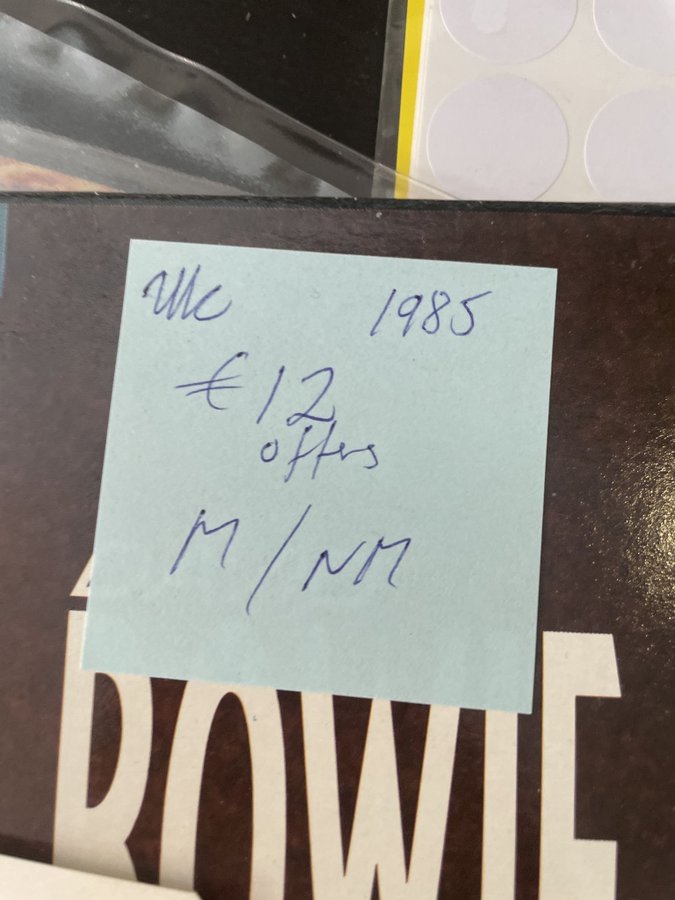 UK 1985
€12
offers
M/NM
BOWIE